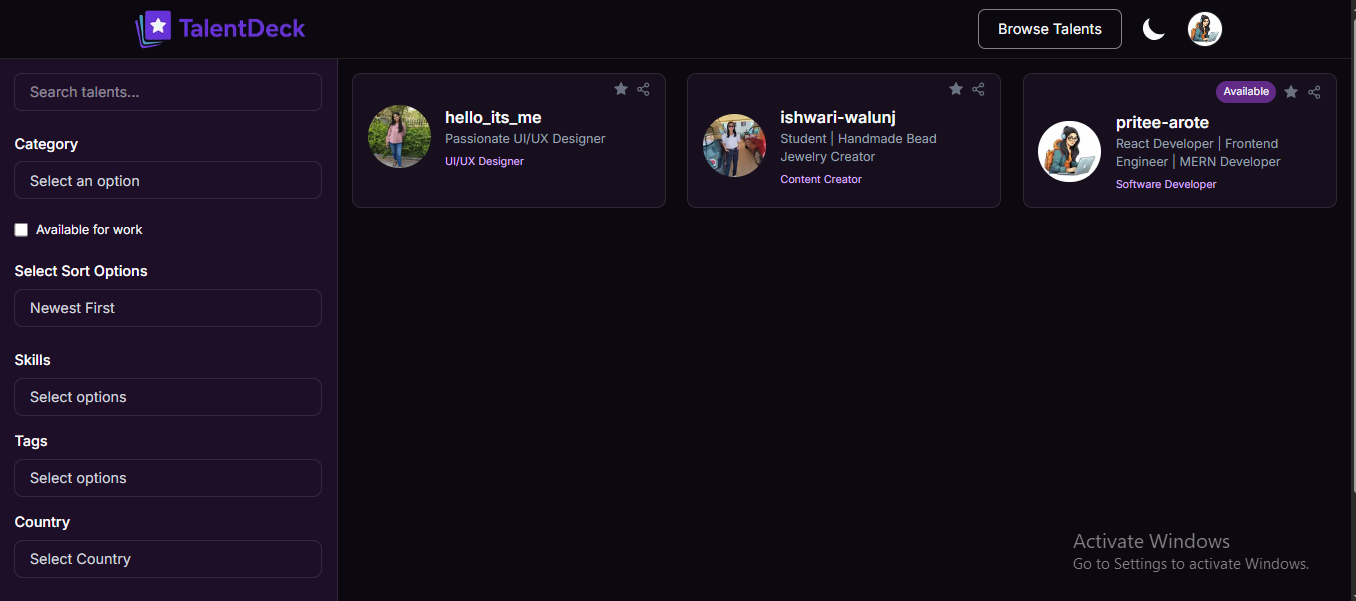 TalentDeck
Browse Talents
Search talents...
Category
Select an option
Available for work
Select Sort Options
Newest First
Skills
Select options
Tags
Select options
Country
Select Country
hello_its_me
Passionate UI/UX Designer
UI/UX Designer
ishwari-walunj
Student | Handmade Bead
Jewelry Creator
Content Creator
Available
pritee-arote
React Developer | Frontend
Engineer | MERN Developer
Software Developer
Activate Windows
Go to Settings to activate Windows.